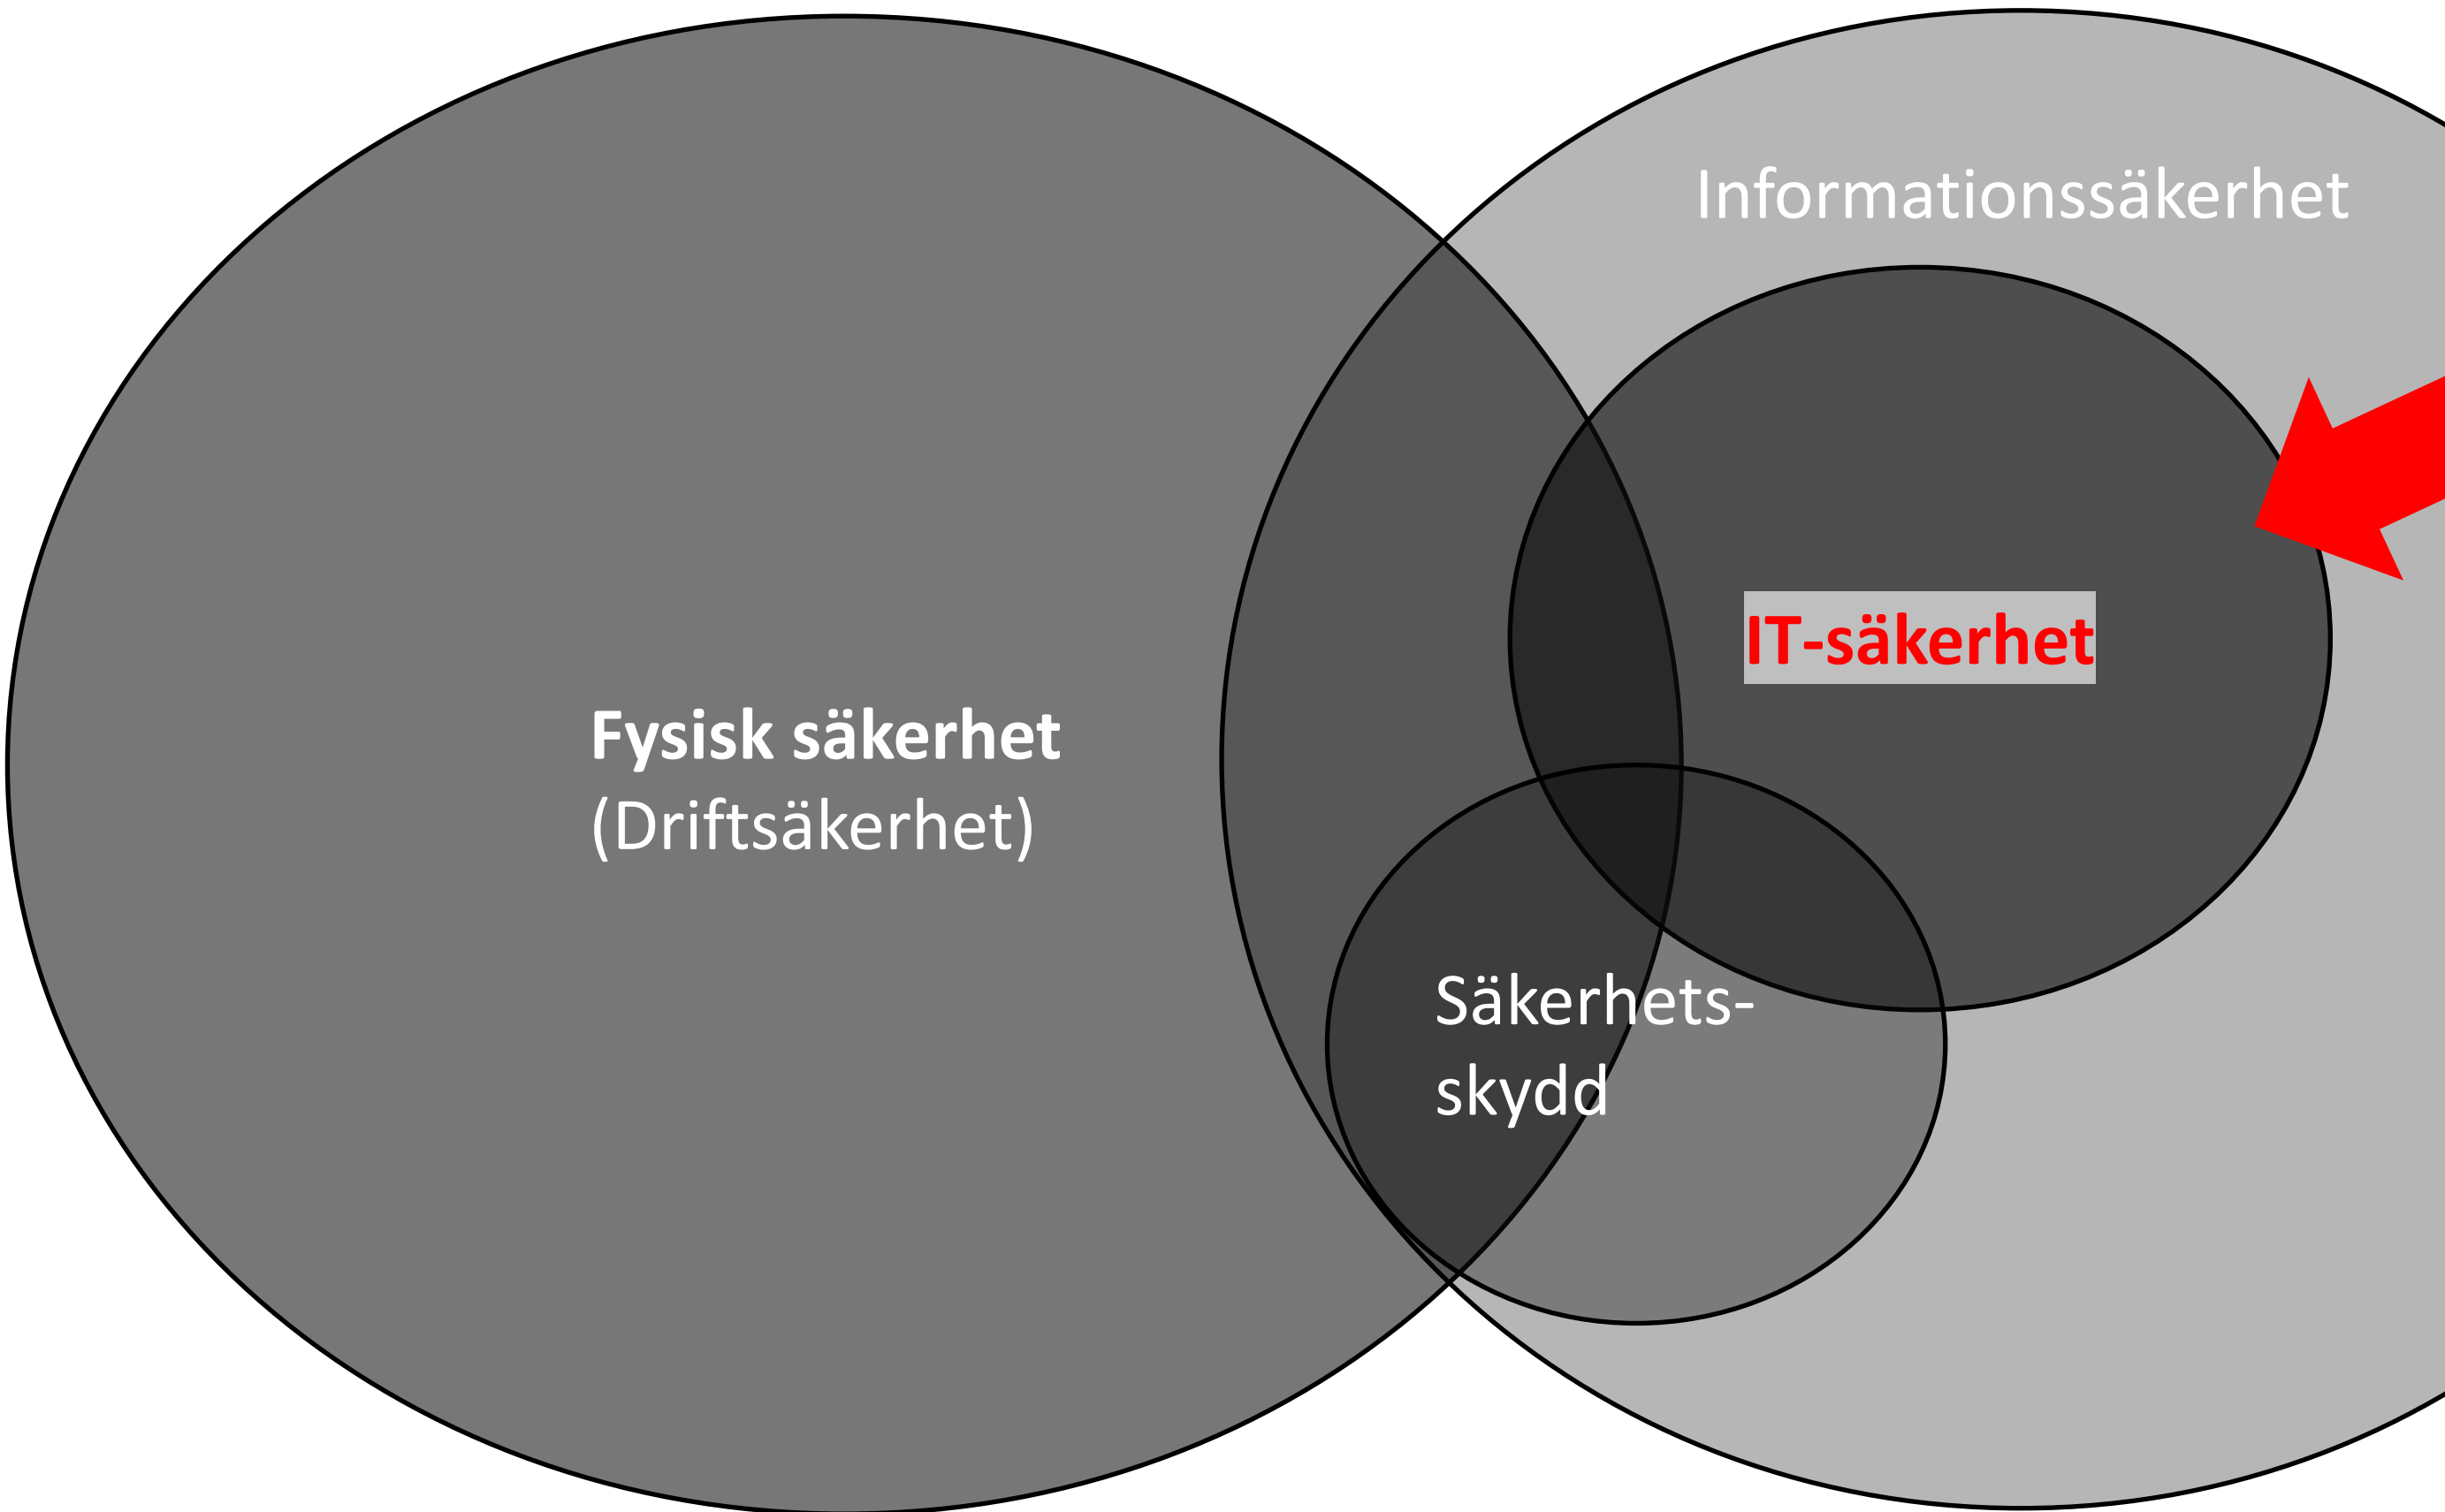 Informationssäkerhet
IT-säkerhet
Fysisk säkerhet
(Driftsäkerhet)
Säkerhets-
skydd